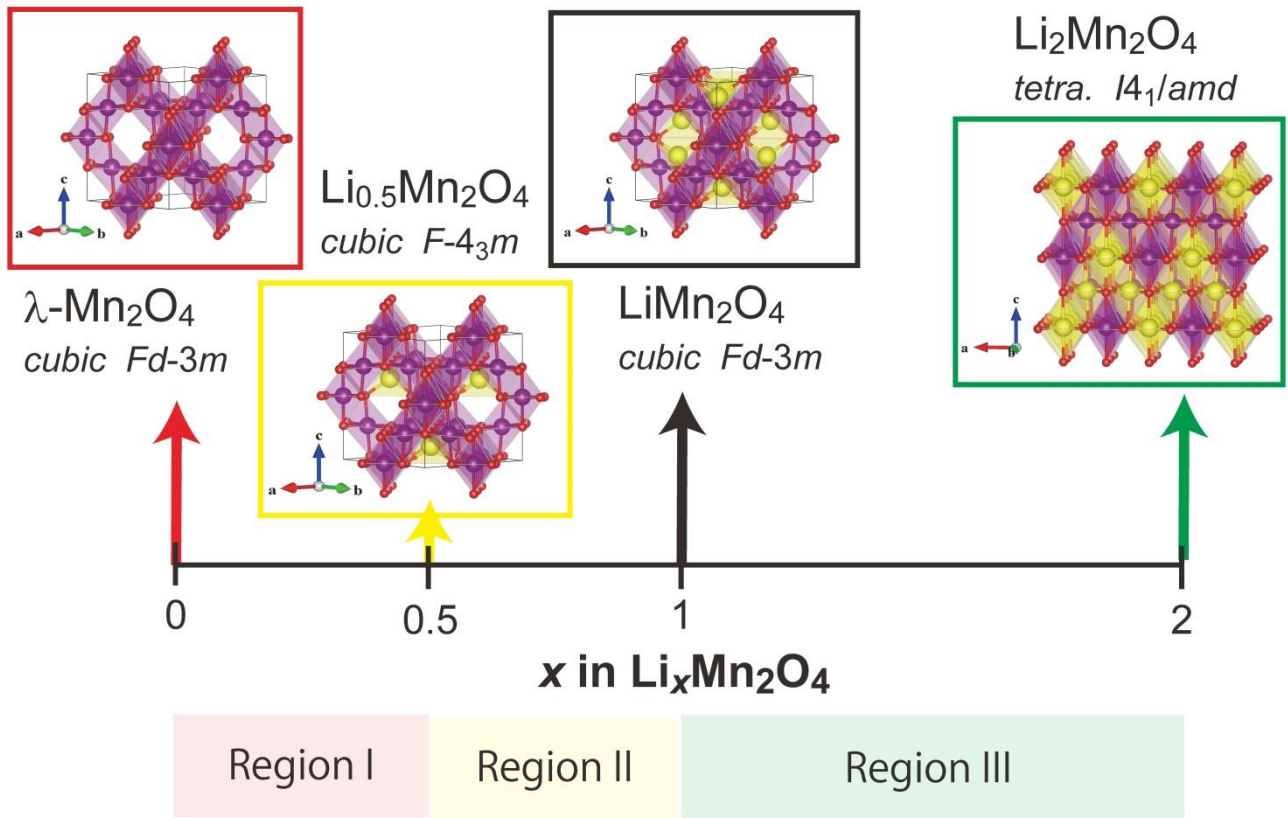 c
a
b
λ-Mn₂O₄
cubic Fd-3m
Li₀.₅Mn₂O₄
cubic F-4₃m
c
a
b
c
a
b
LiMn₂O₄
cubic Fd-3m
Li₂Mn₂O₄
tetra. I4₁/amd
c
a
b
0
0.5
1
2
x in LiₓMn₂O₄
Region I
Region II
Region III